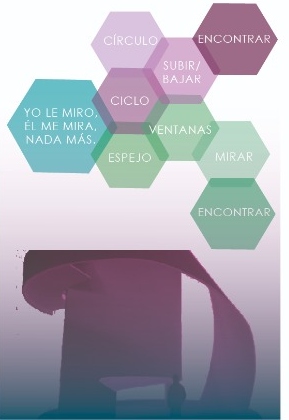 CÍRCULO
ENCONTRAR
SUBIR/
BAJAR
CICLO
YO LE MIRO,
ÉL ME MIRA,
NADA MÁS.
VENTANAS
ESPEJO
MIRAR
ENCONTRAR